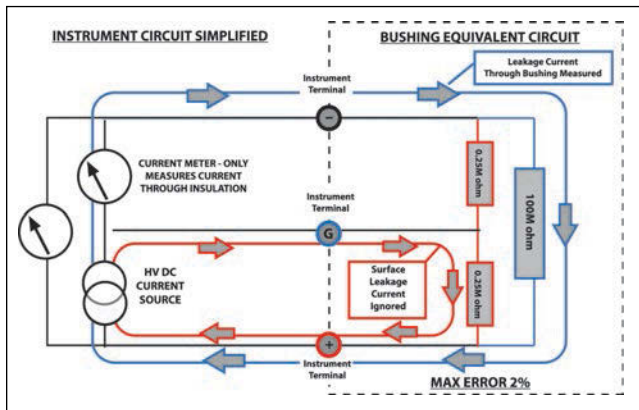 INSTRUMENT CIRCUIT SIMPLIFIED
BUSHING EQUIVALENT CIRCUIT
Instrument
Terminal
Leakage Current
Through Bushing Measured
−
CURRENT METER - ONLY
MEASURES CURRENT
THROUGH INSULATION
0.25M ohm
100M ohm
Instrument
Terminal
G
HV DC
CURRENT
SOURCE
Surface
Leakage
Current
Ignored
0.25M ohm
+
Instrument
Terminal
MAX ERROR 2%